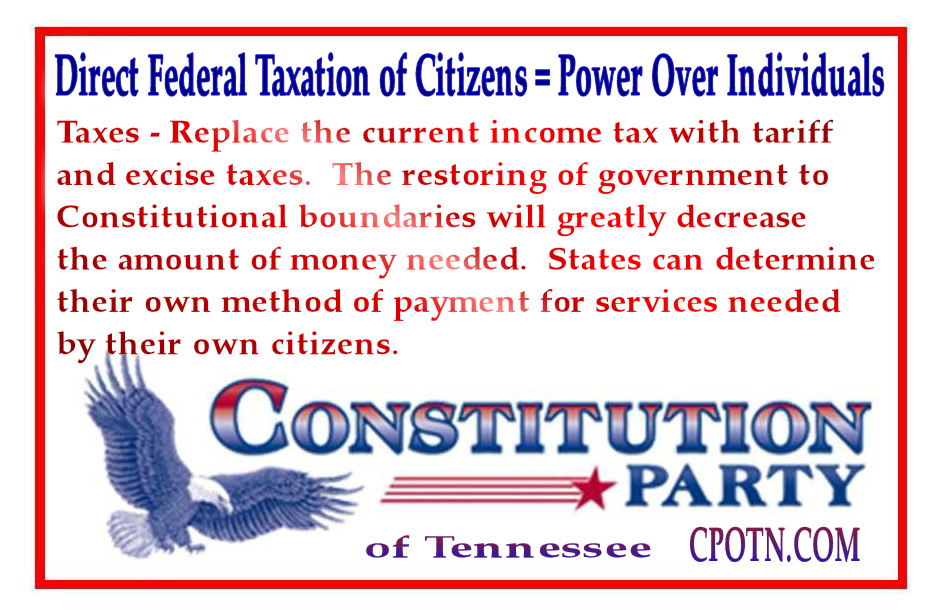 Direct Federal Taxation of Citizens = Power Over Individuals
Taxes - Replace the current income tax with tariff
and excise taxes.  The restoring of government to
Constitutional boundaries will greatly decrease
the amount of money needed.  States can determine
their own method of payment for services needed
by their own citizens.
CONSTITUTION
PARTY
of Tennessee CPOTN.COM